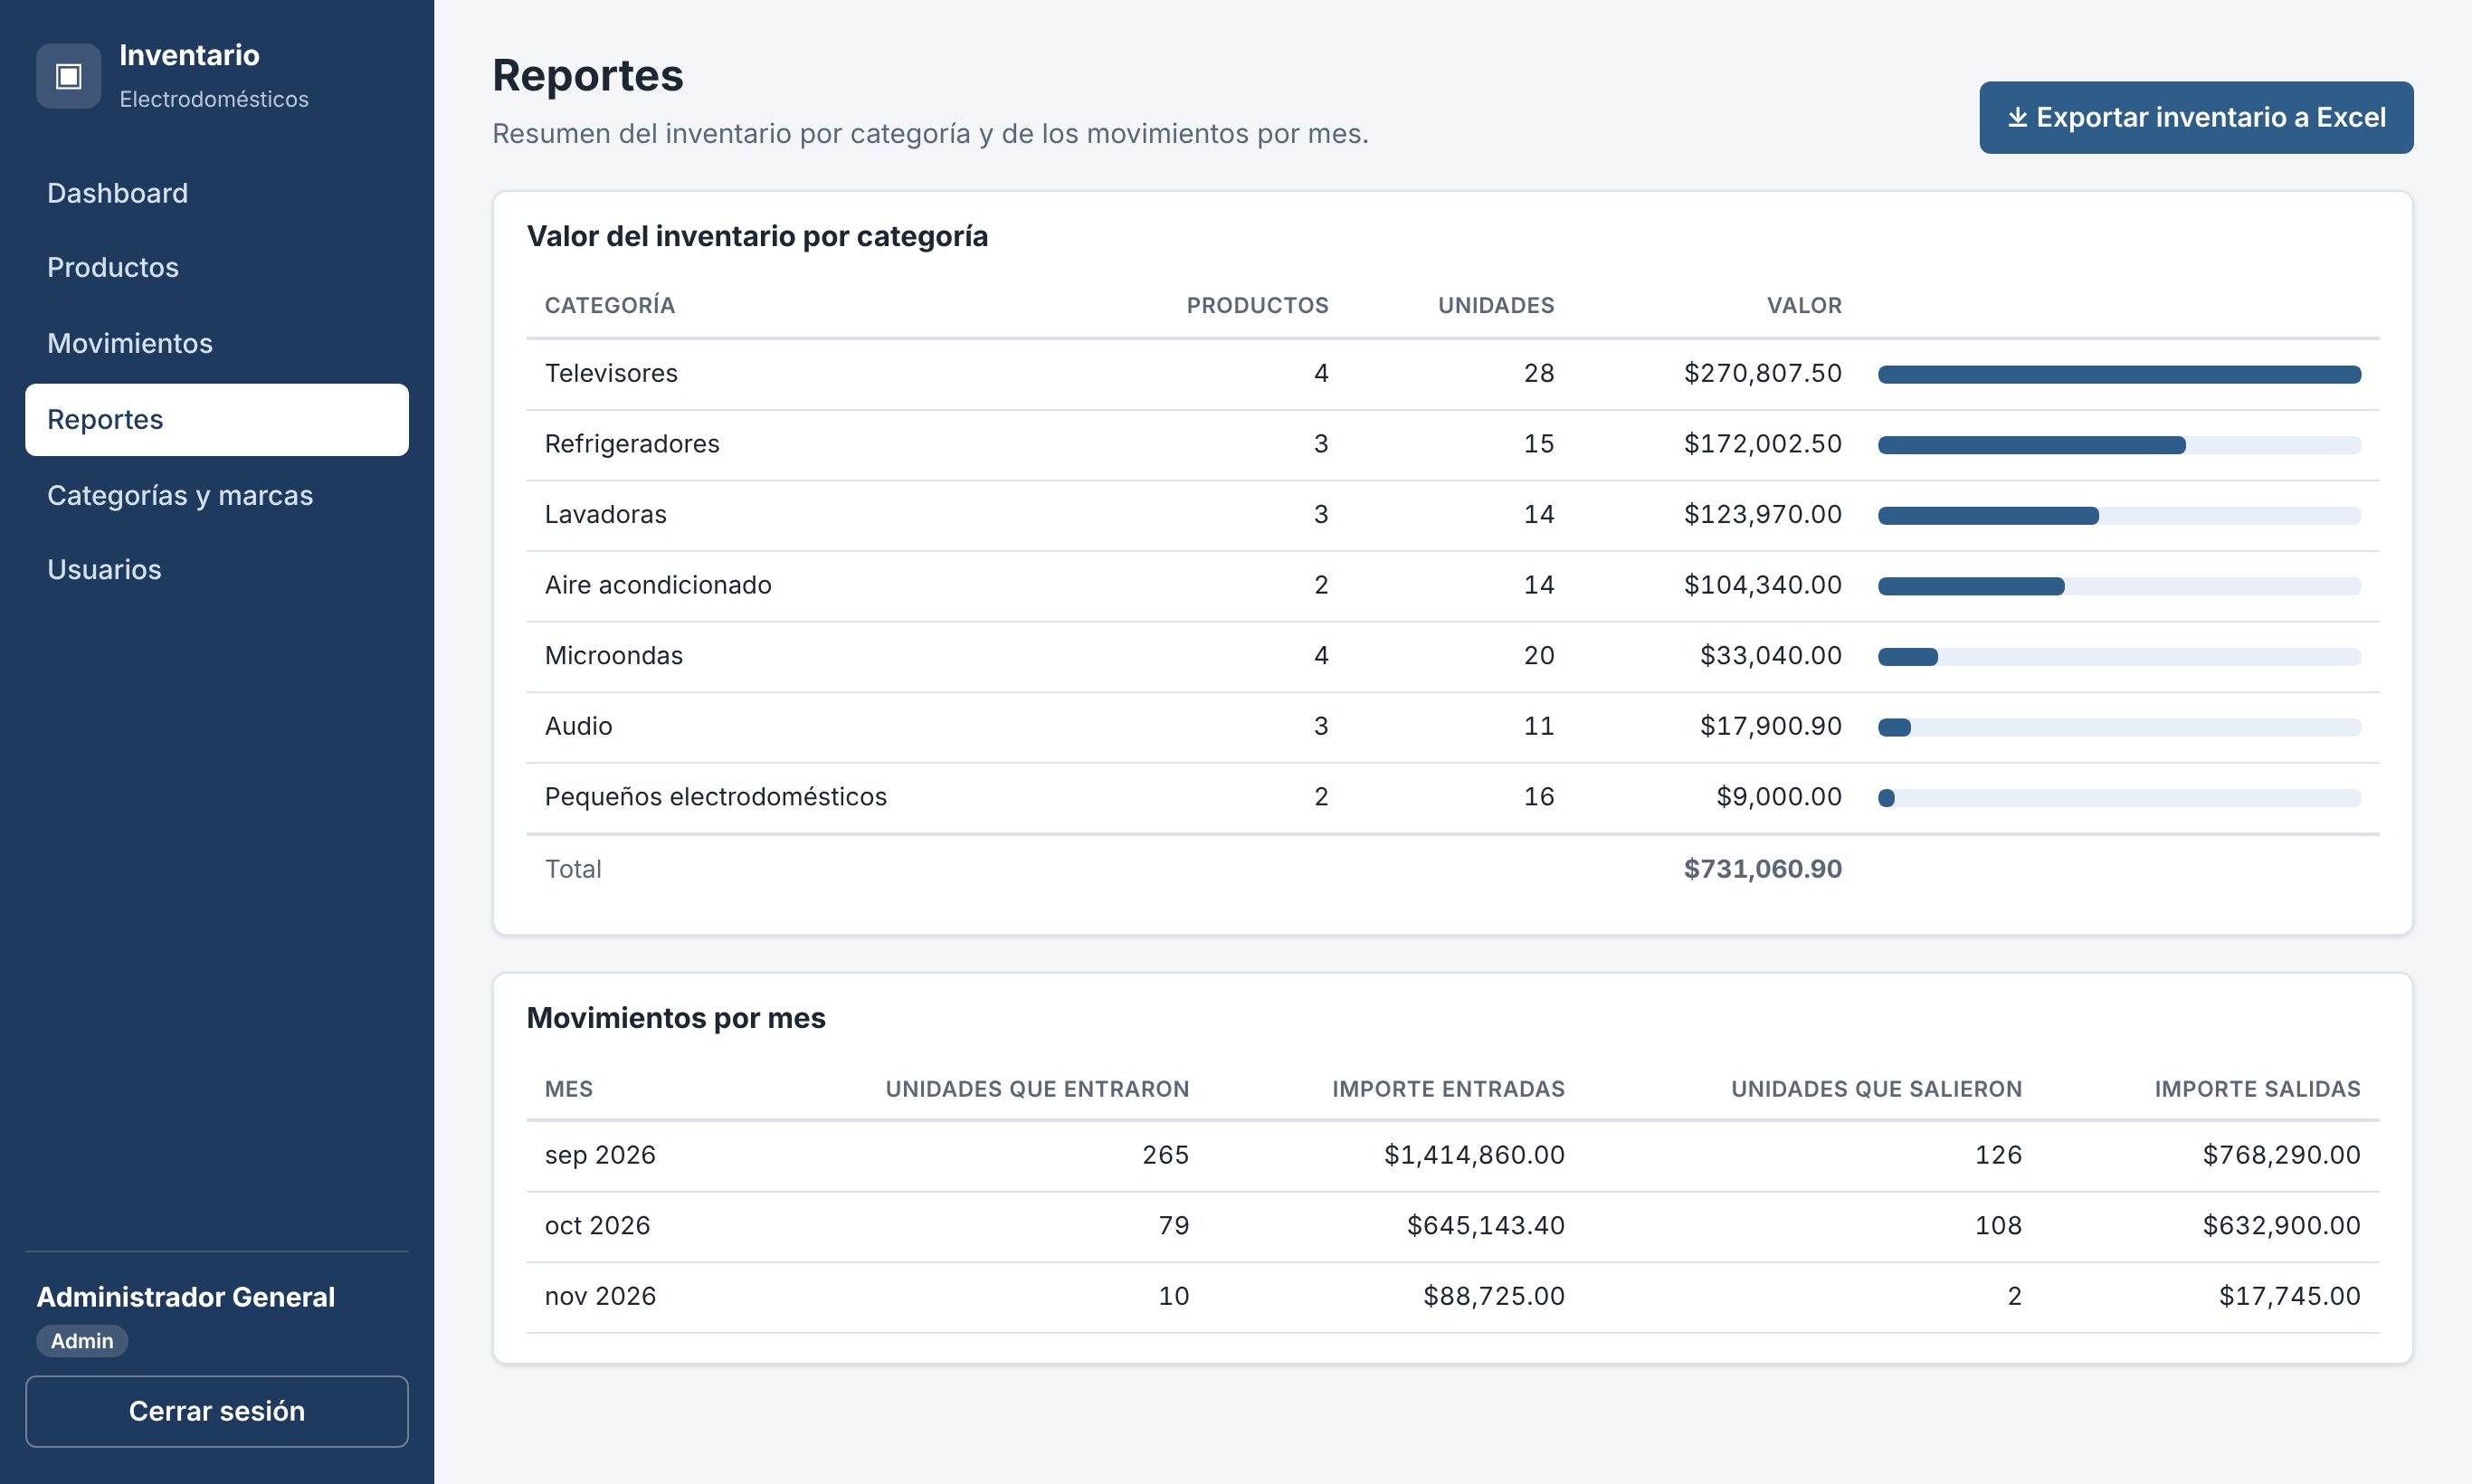 Inventario
Electrodomésticos
Dashboard
Productos
Movimientos
Reportes
Categorías y marcas
Usuarios
Administrador General
Admin
Cerrar sesión
Reportes
Resumen del inventario por categoría y de los movimientos por mes.
Exportar inventario a Excel
Valor del inventario por categoría
CATEGORÍA PRODUCTOS UNIDADES VALOR
Televisores 4 28 $270,807.50
Refrigeradores 3 15 $172,002.50
Lavadoras 3 14 $123,970.00
Aire acondicionado 2 14 $104,340.00
Microondas 4 20 $33,040.00
Audio 3 11 $17,900.90
Pequeños electrodomésticos 2 16 $9,000.00
Total $731,060.90
Movimientos por mes
MES UNIDADES QUE ENTRARON IMPORTE ENTRADAS UNIDADES QUE SALIERON IMPORTE SALIDAS
sep 2026 265 $1,414,860.00 126 $768,290.00
oct 2026 79 $645,143.40 108 $632,900.00
nov 2026 10 $88,725.00 2 $17,745.00